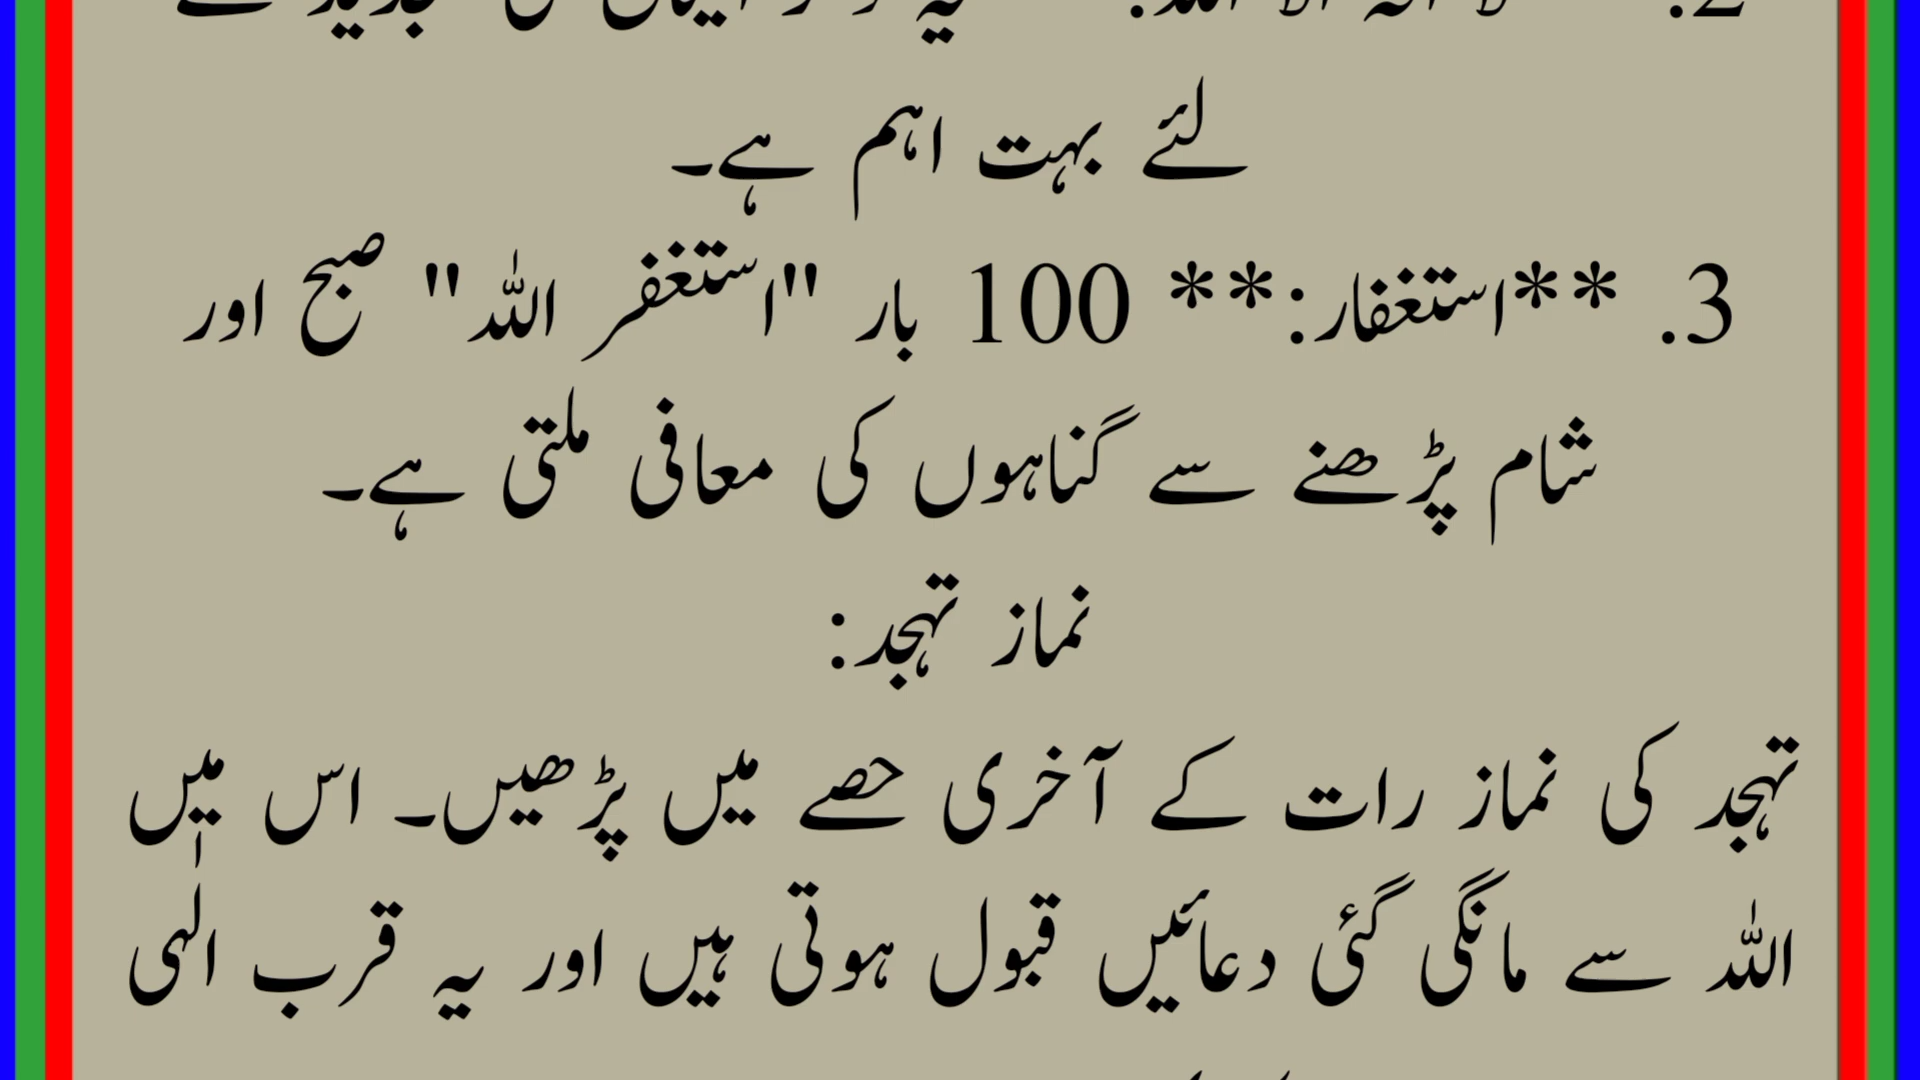 لئے بہت اہم ہے۔
3. **استغفار:** 100 بار "استغفر اللہ" صبح اور
شام پڑھنے سے گناہوں کی معافی ملتی ہے۔
نماز تہجد:
تہجد کی نماز رات کے آخری حصے میں پڑھیں۔ اس میں
اللہ سے مانگی گئی دعائیں قبول ہوتی ہیں اور یہ قرب الٰہی